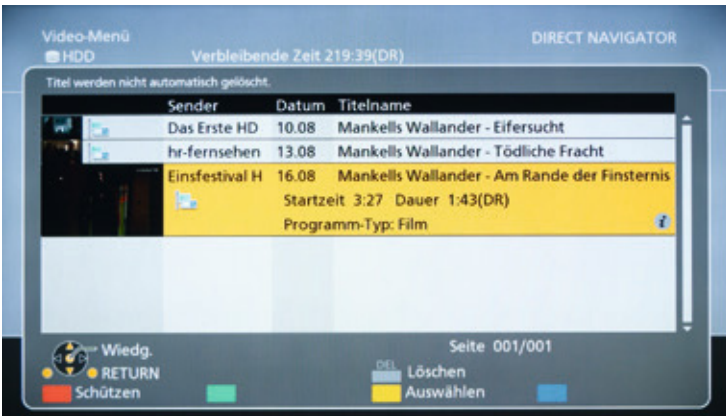 Video-Menü
DIRECT NAVIGATOR
HDD Verbleibende Zeit 219:39(DR)
Titel werden nicht automatisch gelöscht.
Sender Datum Titelname
Das Erste HD 10.08 Mankells Wallander - Eifersucht
hr-fernsehen 13.08 Mankells Wallander - Tödliche Fracht
Einsfestival H 16.08 Mankells Wallander - Am Rande der Finsternis
Startzeit 3:27 Dauer 1:43(DR)
Programm-Typ: Film
i
Wiedg. Seite 001/001
RETURN DEL Löschen
Schützen Auswählen